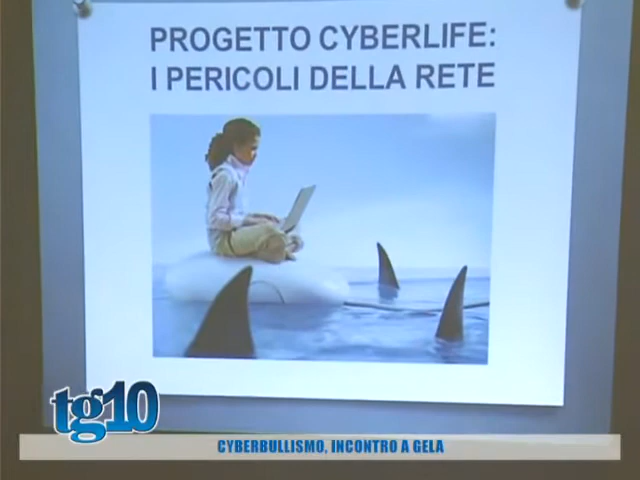 PROGETTO CYBERLIFE:
I PERICOLI DELLA RETE
tg10
CYBERBULLISMO, INCONTRO A GELA